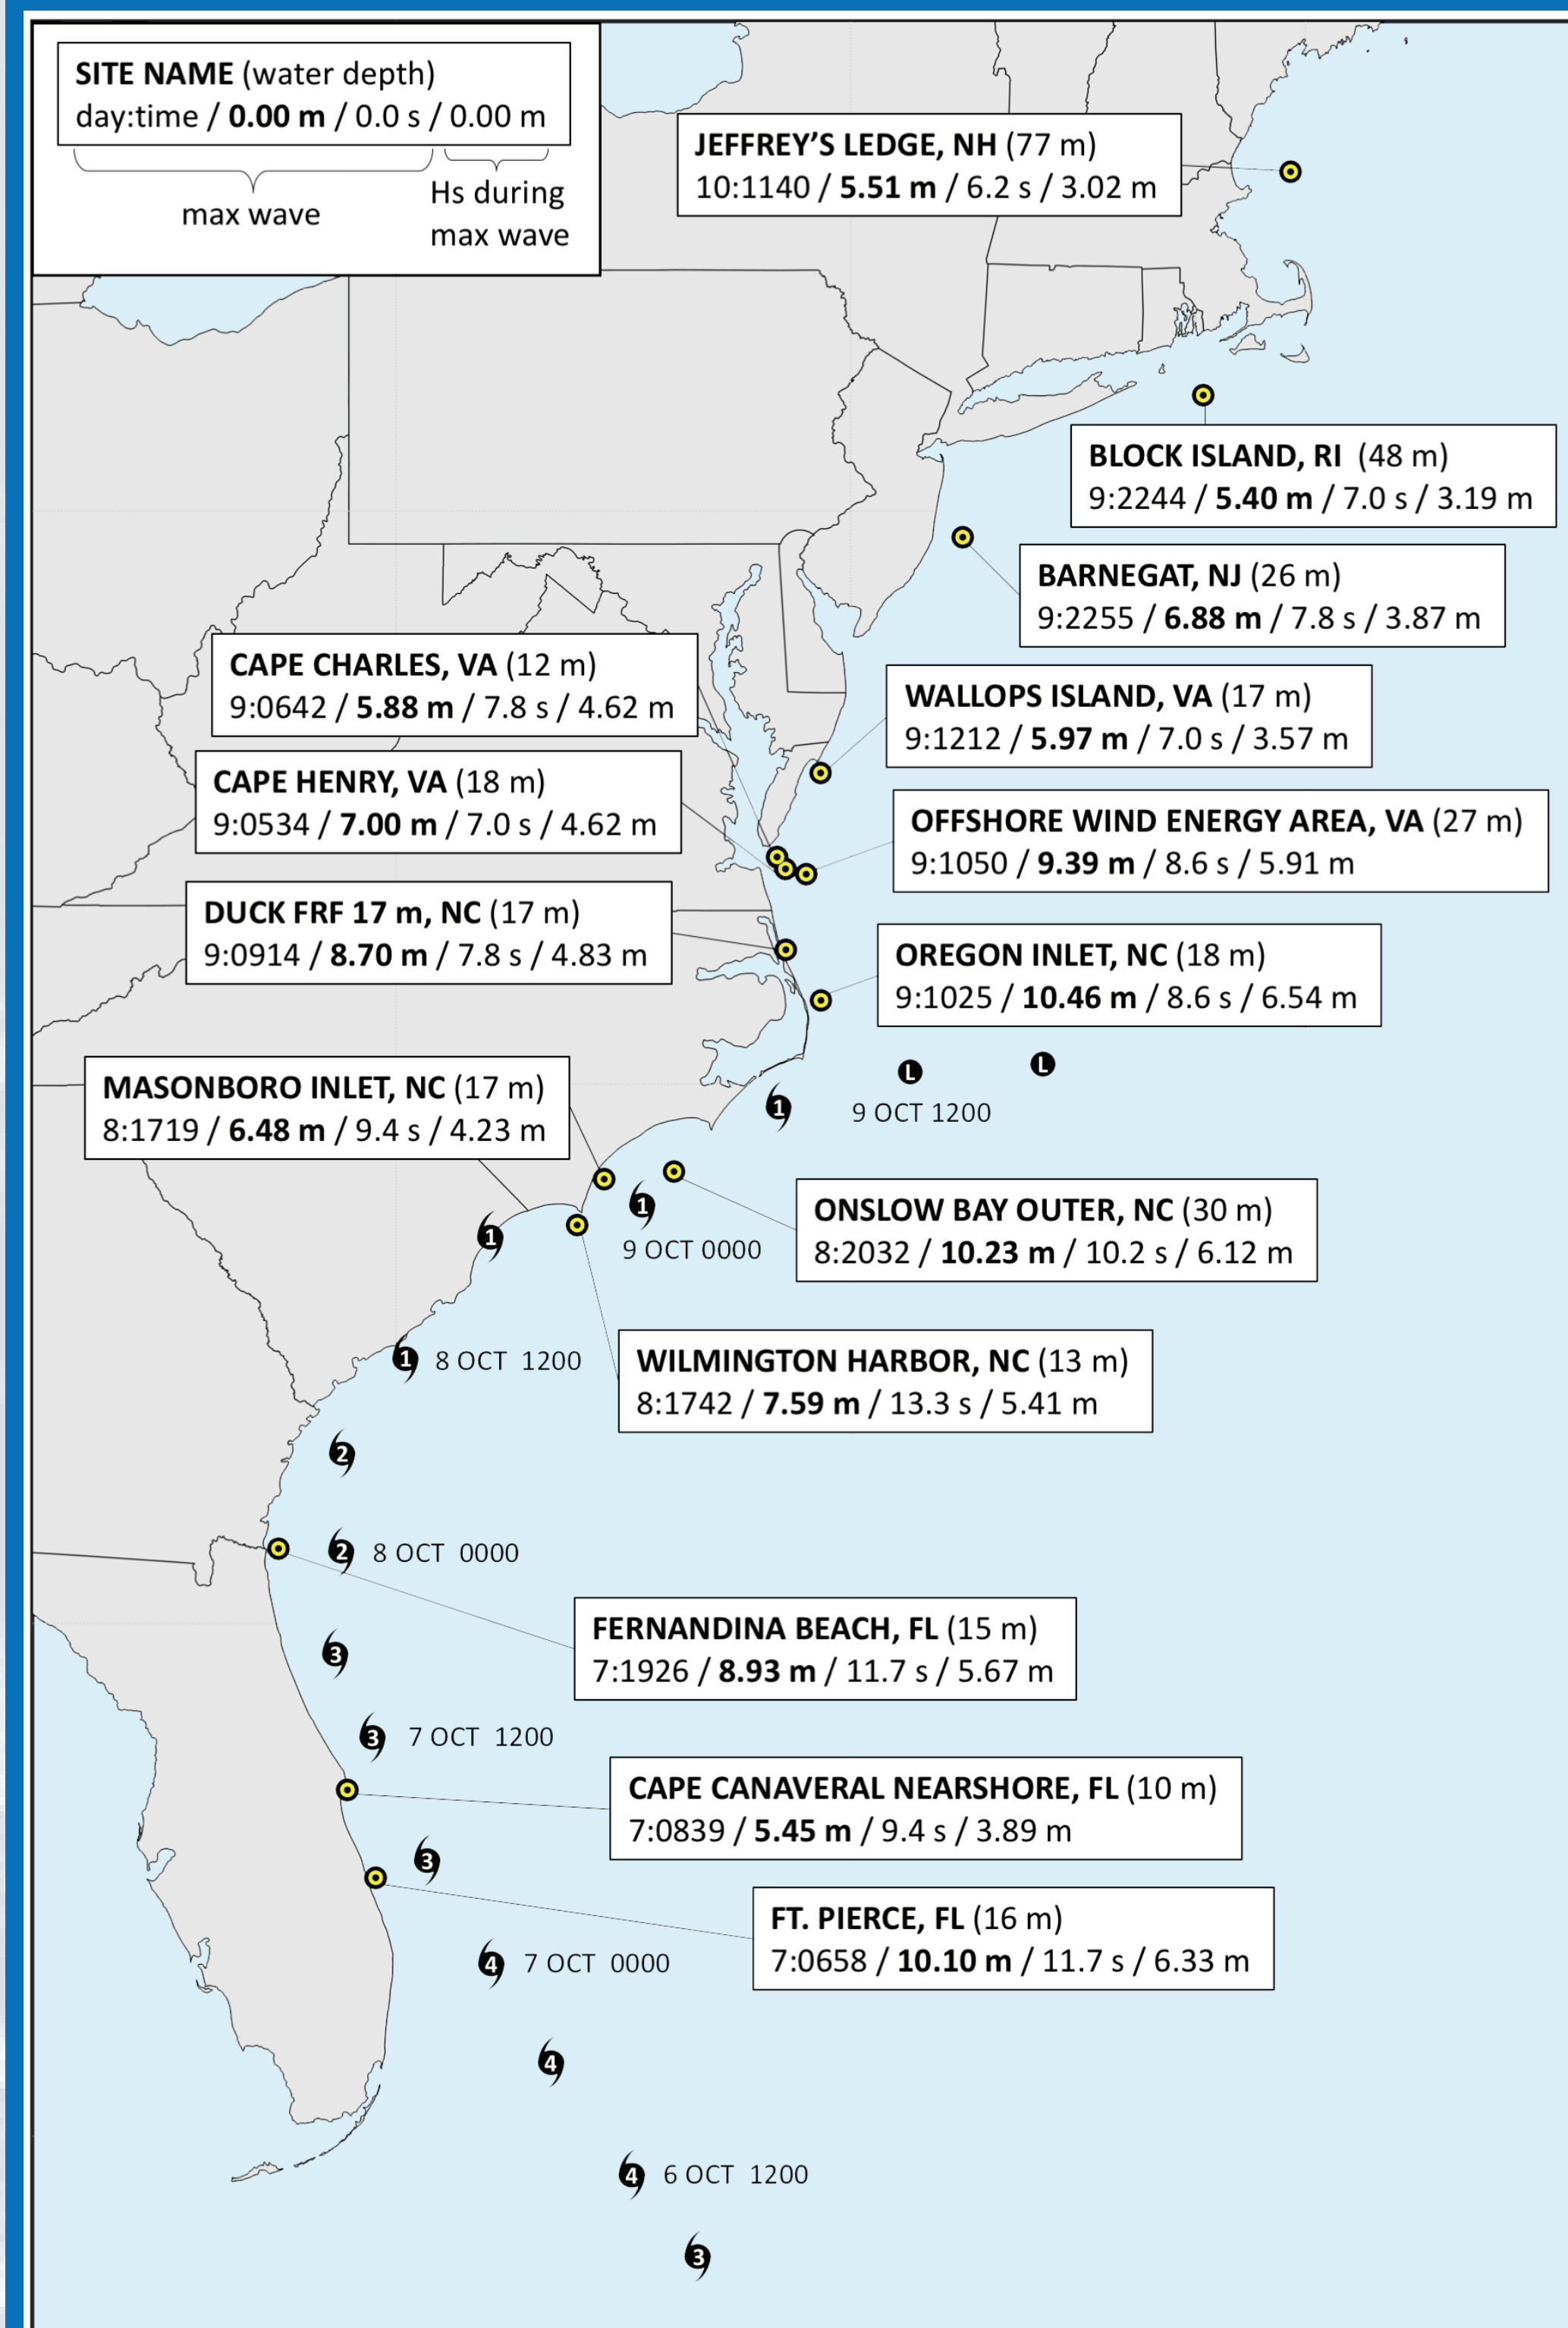 SITE NAME (water depth)
day:time / 0.00 m / 0.0 s / 0.00 m
max wave
Hs during
max wave
JEFFREY’S LEDGE, NH (77 m)
10:1140 / 5.51 m / 6.2 s / 3.02 m
BLOCK ISLAND, RI (48 m)
9:2244 / 5.40 m / 7.0 s / 3.19 m
BARNEGAT, NJ (26 m)
9:2255 / 6.88 m / 7.8 s / 3.87 m
CAPE CHARLES, VA (12 m)
9:0642 / 5.88 m / 7.8 s / 4.62 m
WALLOPS ISLAND, VA (17 m)
9:1212 / 5.97 m / 7.0 s / 3.57 m
CAPE HENRY, VA (18 m)
9:0534 / 7.00 m / 7.0 s / 4.62 m
OFFSHORE WIND ENERGY AREA, VA (27 m)
9:1050 / 9.39 m / 8.6 s / 5.91 m
DUCK FRF 17 m, NC (17 m)
9:0914 / 8.70 m / 7.8 s / 4.83 m
OREGON INLET, NC (18 m)
9:1025 / 10.46 m / 8.6 s / 6.54 m
L
L
1
9 OCT 1200
MASONBORO INLET, NC (17 m)
8:1719 / 6.48 m / 9.4 s / 4.23 m
1
9 OCT 0000
ONSLOW BAY OUTER, NC (30 m)
8:2032 / 10.23 m / 10.2 s / 6.12 m
1
1
8 OCT 1200
WILMINGTON HARBOR, NC (13 m)
8:1742 / 7.59 m / 13.3 s / 5.41 m
2
2
8 OCT 0000
FERNANDINA BEACH, FL (15 m)
7:1926 / 8.93 m / 11.7 s / 5.67 m
3
3
7 OCT 1200
CAPE CANAVERAL NEARSHORE, FL (10 m)
7:0839 / 5.45 m / 9.4 s / 3.89 m
3
FT. PIERCE, FL (16 m)
7:0658 / 10.10 m / 11.7 s / 6.33 m
4
7 OCT 0000
4
4
6 OCT 1200
3